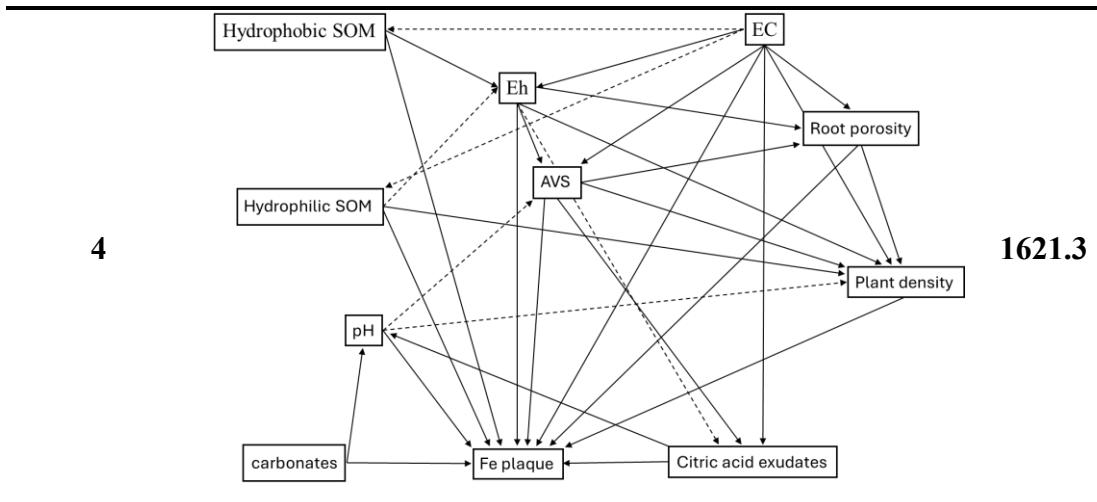 Hydrophobic SOM
EC
Eh
Root porosity
AVS
Hydrophilic SOM
4
1621.3
Plant density
pH
carbonates
Fe plaque
Citric acid exudates